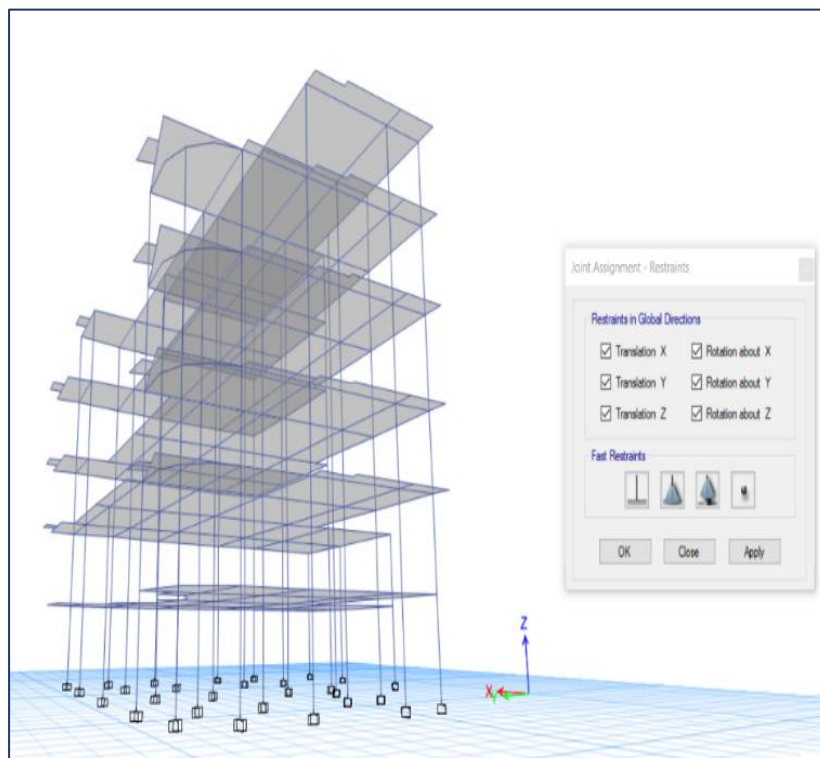 Joint Assignment - Restraints
Restraints in Global Directions
Translation X Rotation about X
Translation Y Rotation about Y
Translation Z Rotation about Z
Fast Restraints
OK Close Apply
Z
X
Y